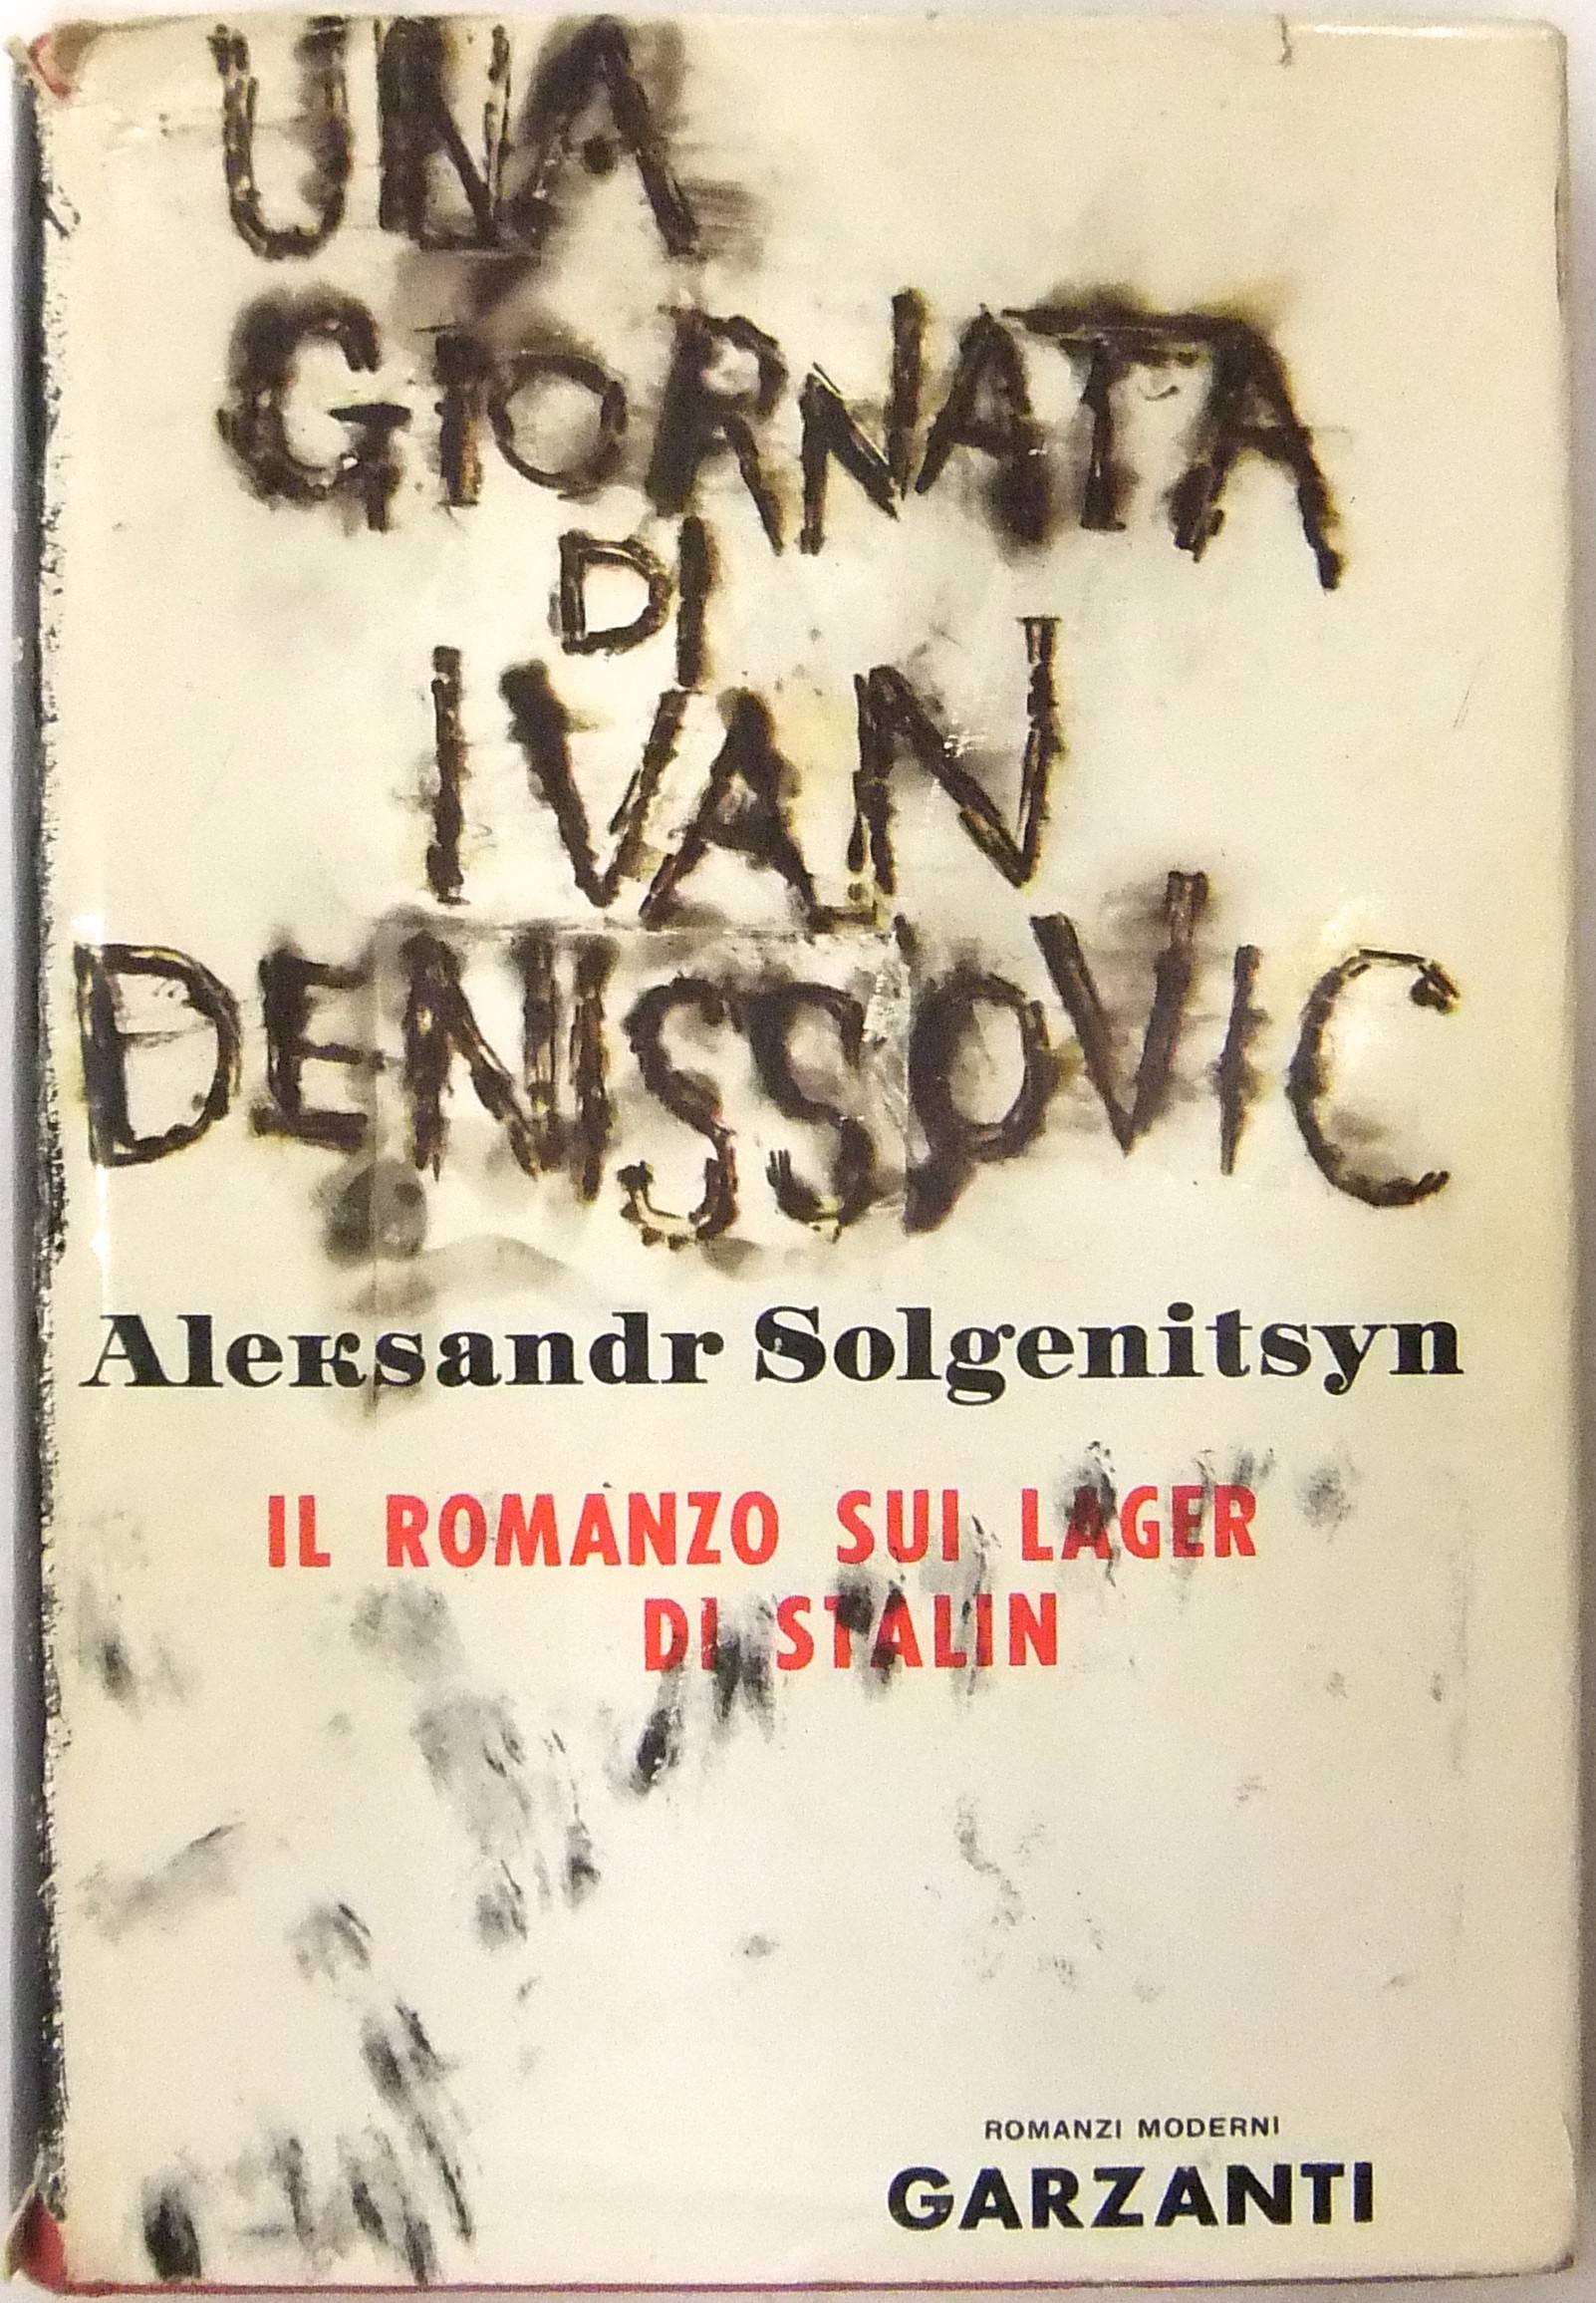 UNA
GIORNATA
DI
IVAN
DENISSOVIC
Aleksandr Solgenitsyn
IL ROMANZO SUI LAGER
DI STALIN
ROMANZI MODERNI
GARZANTI